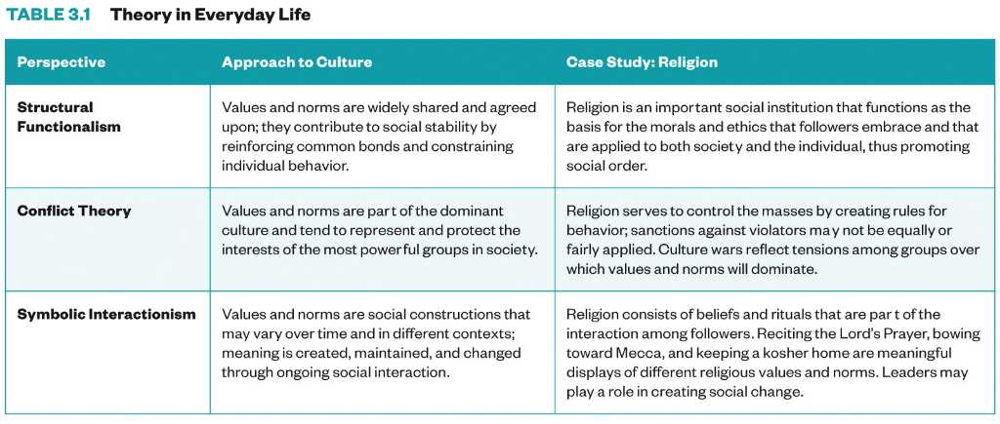 TABLE 3.1 Theory in Everyday Life
Perspective
Approach to Culture
Case Study: Religion
Structural
Functionalism
Values and norms are widely shared and agreed
upon; they contribute to social stability by
reinforcing common bonds and constraining
individual behavior.
Religion is an important social institution that functions as the
basis for the morals and ethics that followers embrace and that
are applied to both society and the individual, thus promoting
social order.
Conflict Theory
Values and norms are part of the dominant
culture and tend to represent and protect the
interests of the most powerful groups in society.
Religion serves to control the masses by creating rules for
behavior; sanctions against violators may not be equally or
fairly applied. Culture wars reflect tensions among groups over
which values and norms will dominate.
Symbolic Interactionism
Values and norms are social constructions that
may vary over time and in different contexts;
meaning is created, maintained, and changed
through ongoing social interaction.
Religion consists of beliefs and rituals that are part of the
interaction among followers. Reciting the Lord's Prayer, bowing
toward Mecca, and keeping a kosher home are meaningful
displays of different religious values and norms. Leaders may
play a role in creating social change.